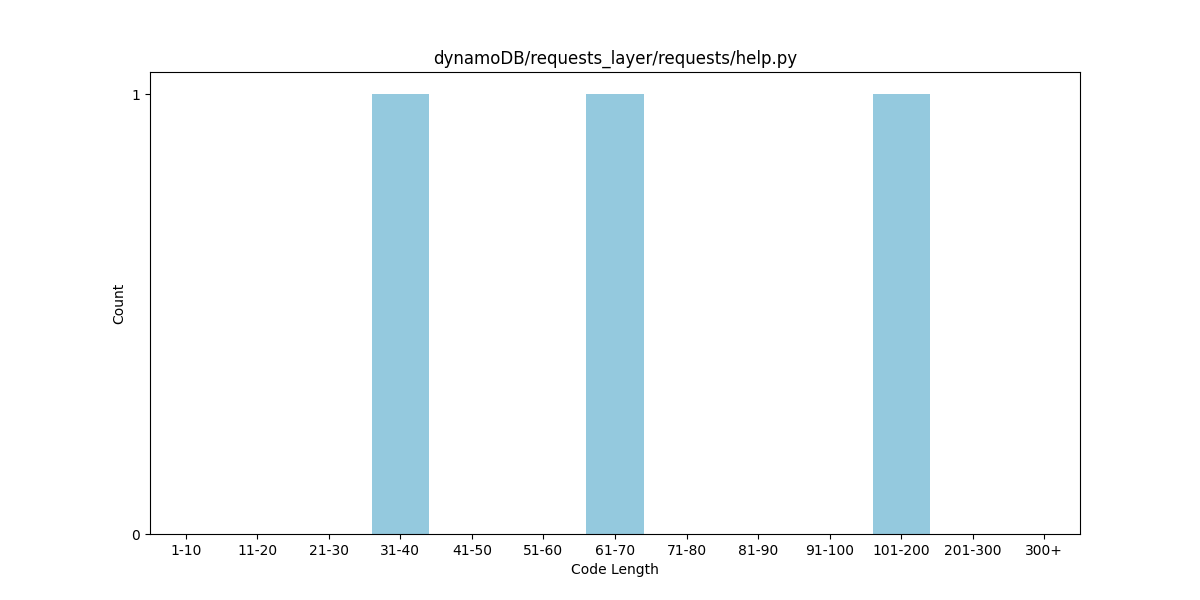 dynamoDB/requests_layer/requests/help.py
1
Count
0
1-10 11-20 21-30 31-40 41-50 51-60 61-70 71-80 81-90 91-100 101-200 201-300 300+
Code Length